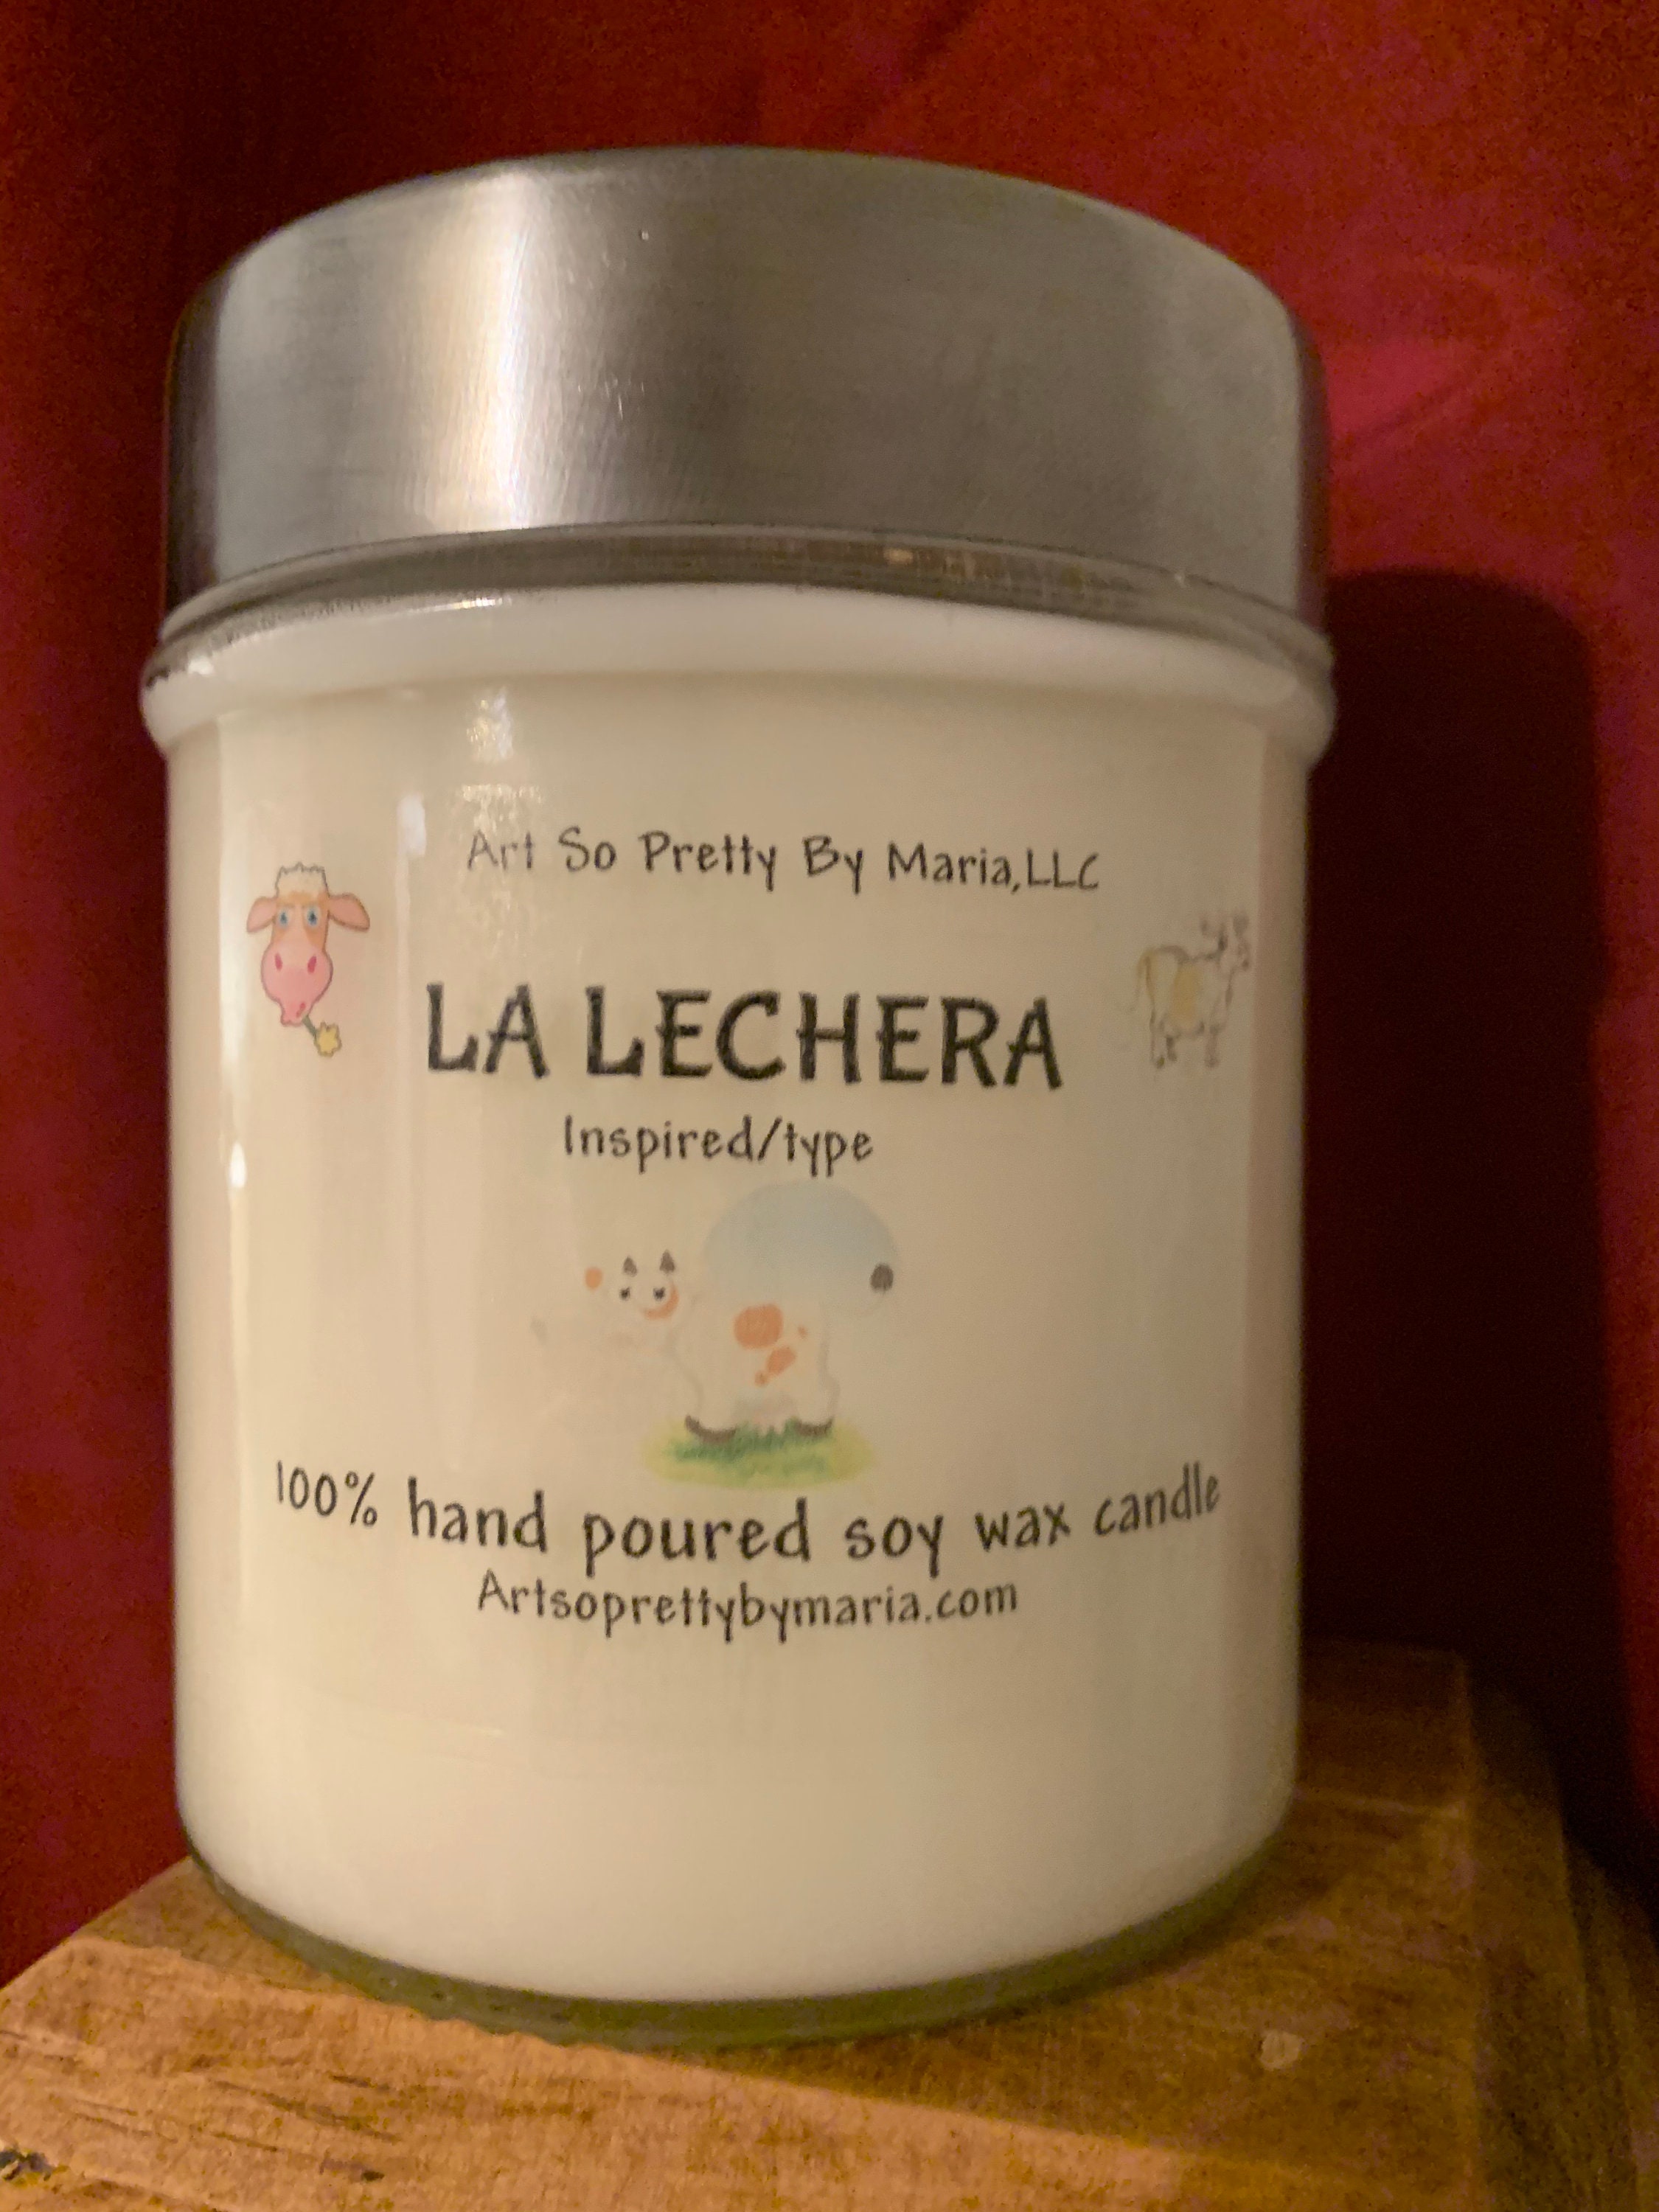 Art So Pretty By Maria,LLC
LA LECHERA
Inspired/type
100% hand poured soy wax candle
Artsoprettybymaria.com